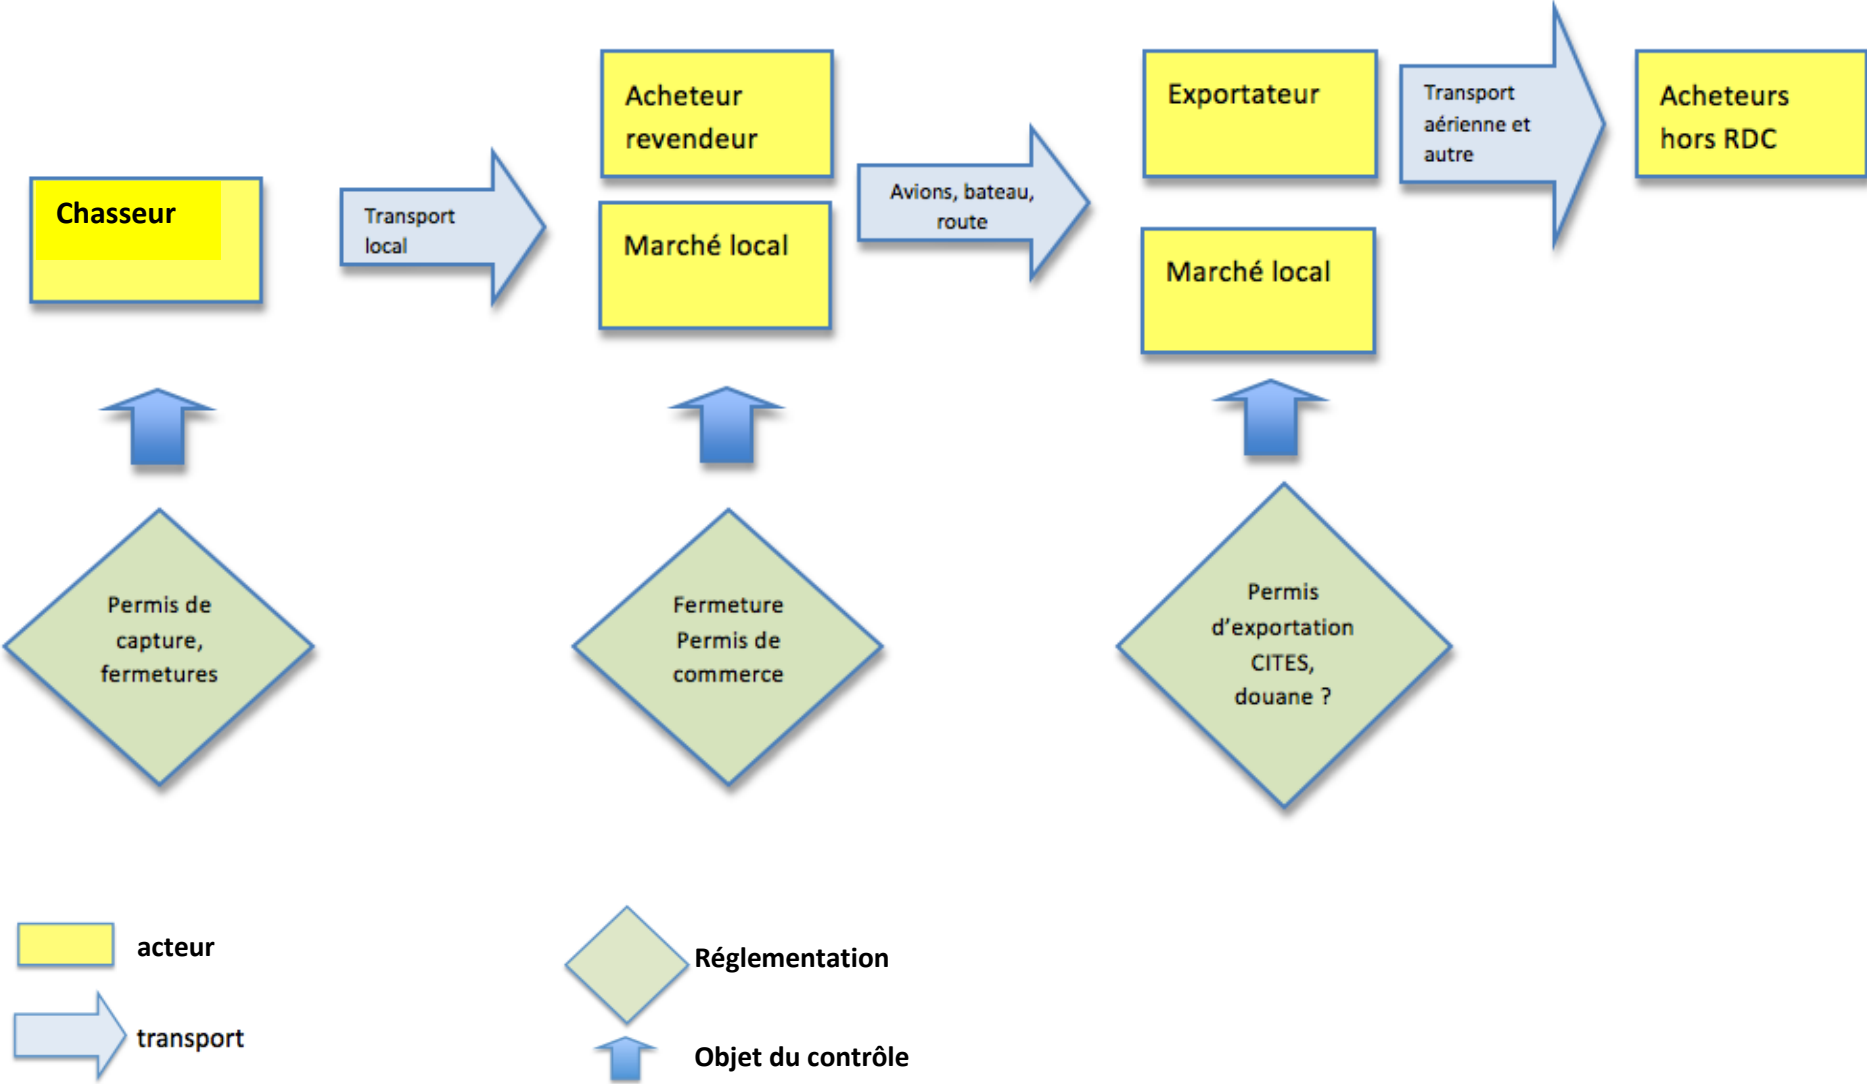 Chasseur
Transport
local
Acheteur
revendeur
Marché local
Avions, bateau,
route
Exportateur
Marché local
Transport
aérienne et
autre
Acheteurs
hors RDC
Permis de
capture,
fermetures
Fermeture
Permis de
commerce
Permis
d’exportation
CITES,
douane ?
acteur
transport
Réglementation
Objet du contrôle